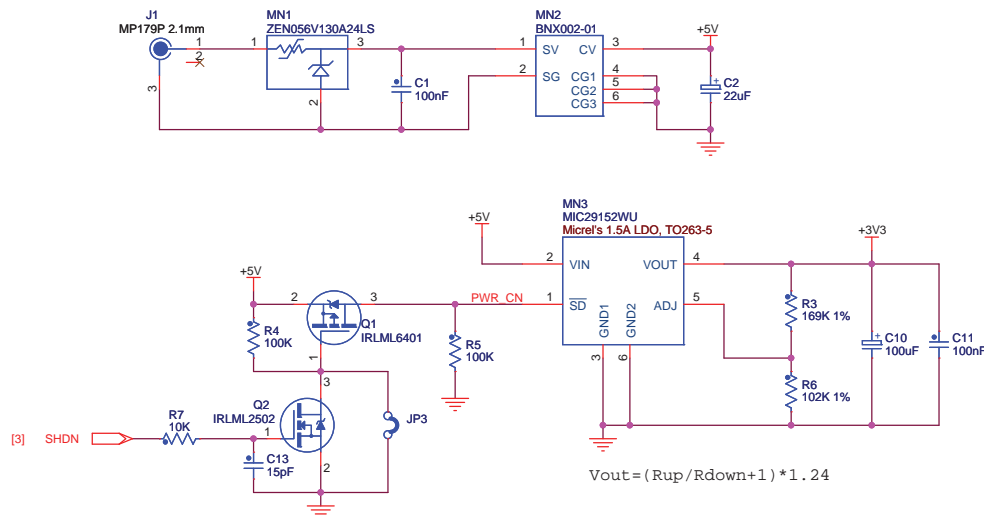 J1
MP179P 2.1mm
1
2
3
MN1
ZEN056V130A24LS
1
3
2
C1
100nF
MN2
BNX002-01
1
SV
CV
3
2
SG
CG1
4
CG2
5
CG3
6
+5V
C2
22uF
MN3
MIC29152WU
Micrel's 1.5A LDO, TO263-5
+5V
2
VIN
VOUT
4
+3V3
PWR_CN
1
SD
ADJ
5
GND1
GND2
3
6
R3
169K 1%
C10
100uF
C11
100nF
R6
102K 1%
+5V
2
3
Q1
IRLML6401
R4
100K
R5
100K
1
3
Q2
IRLML2502
JP3
R7
10K
1
[3]
SHDN
C13
15pF
2
Vout=(Rup/Rdown+1)*1.24